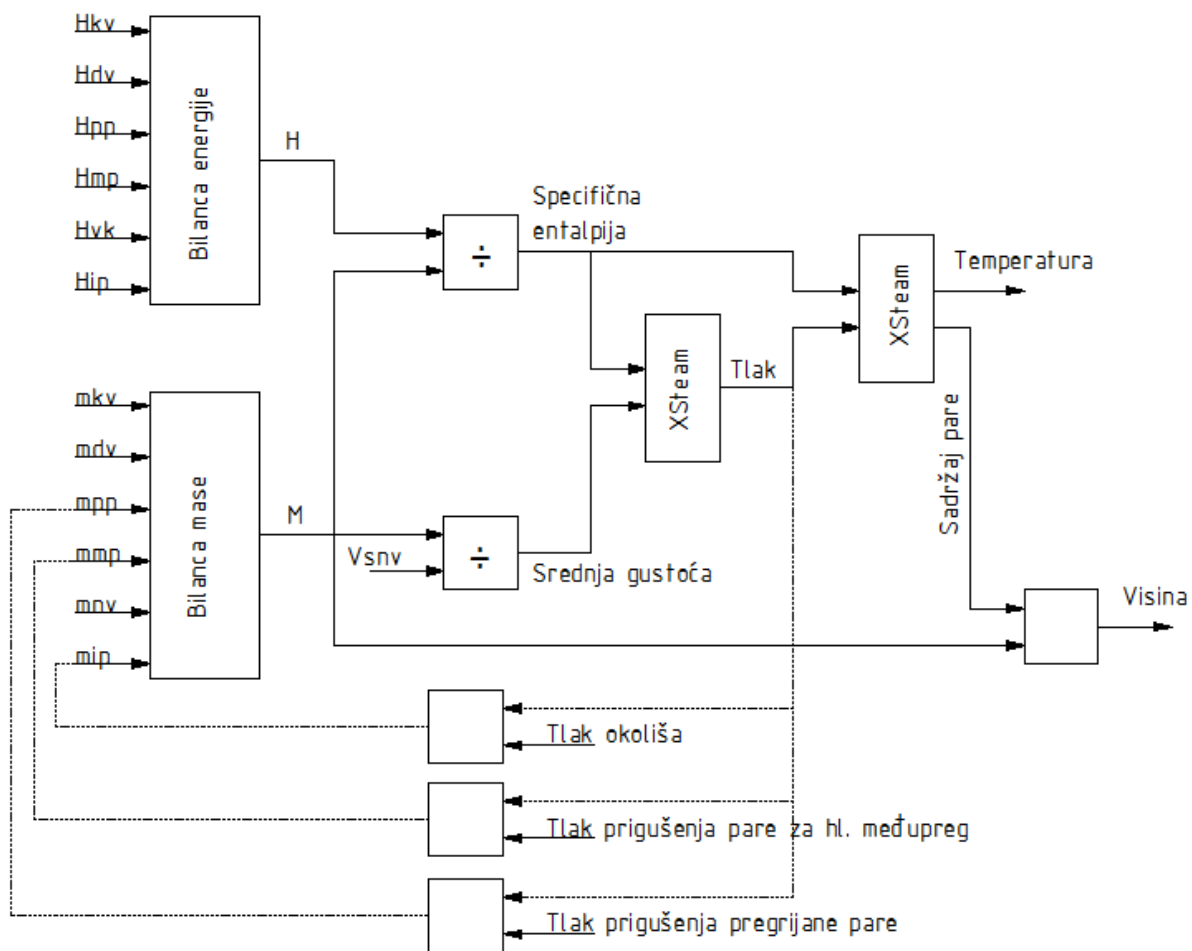 Hkv
Hdv
Hpp
Hmp
Hvk
Hip
Bilanca energije
H
Specifična
entalpija
÷
XSteam
Temperatura
XSteam
Tlak
Sadržaj pare
mkv
mdv
mpp
mmp
mnv
mip
Bilanca mase
M
Vsnv
÷
Srednja gustoća
Visina
Tlak okoliša
Tlak prigušenja pare za hl. međupreg
Tlak prigušenja pregrijane pare